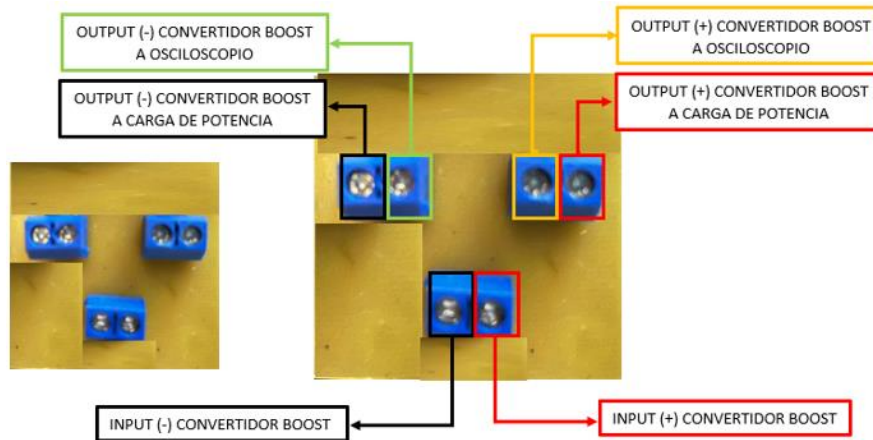 OUTPUT (-) CONVERTIDOR BOOST
A OSCILOSCOPIO
OUTPUT (+) CONVERTIDOR BOOST
A OSCILOSCOPIO
OUTPUT (-) CONVERTIDOR BOOST
A CARGA DE POTENCIA
OUTPUT (+) CONVERTIDOR BOOST
A CARGA DE POTENCIA
INPUT (-) CONVERTIDOR BOOST
INPUT (+) CONVERTIDOR BOOST